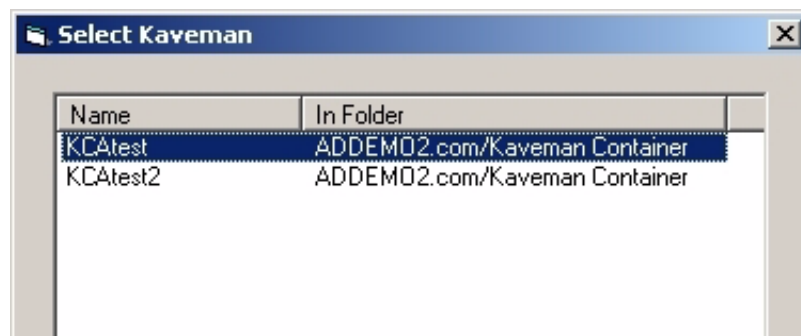 Select Kaveman
Name In Folder
KCAtest ADDEMO2.com/Kaveman Container
KCAtest2 ADDEMO2.com/Kaveman Container